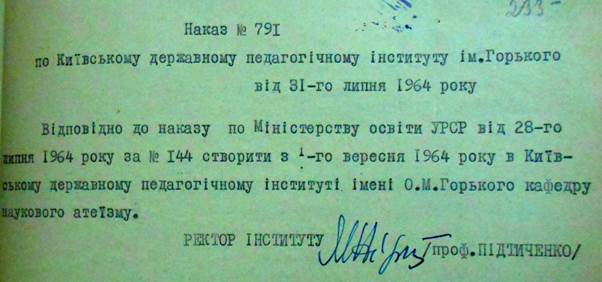 233-
Наказ № 791
по Київському державному педагогічному інституту ім.Горького
від 31-го липня 1964 року
Відповідно до наказу по Міністерству освіти УРСР від 28-го
липня 1964 року за № 144 створити з 1-го вересня 1964 року в Київ-
ському державному педагогічному інституті імені О.М.Горького кафедру
наукового атеїзму.
РЕКТОР ІНСТИТУТУ /проф.ПІДТИЧЕНКО/